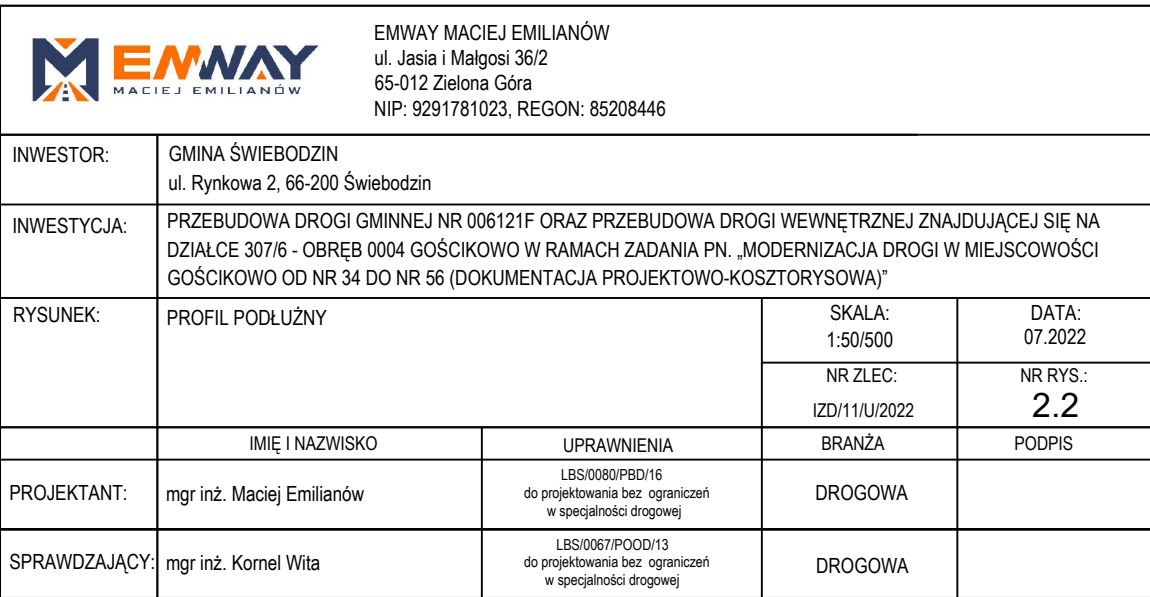 EMWAY
MACIEJ EMILIANÓW
EMWAY MACIEJ EMILIANÓW
ul. Jasia i Małgosi 36/2
65-012 Zielona Góra
NIP: 9291781023, REGON: 85208446
INWESTOR:
GMINA ŚWIEBODZIN
ul. Rynkowa 2, 66-200 Świebodzin
INWESTYCJA:
PRZEBUDOWA DROGI GMINNEJ NR 006121F ORAZ PRZEBUDOWA DROGI WEWNĘTRZNEJ ZNAJDUJĄCEJ SIĘ NA
DZIAŁCE 307/6 - OBRĘB 0004 GOŚCIKOWO W RAMACH ZADANIA PN. „MODERNIZACJA DROGI W MIEJSCOWOŚCI
GOŚCIKOWO OD NR 34 DO NR 56 (DOKUMENTACJA PROJEKTOWO-KOSZTORYSOWA)”
RYSUNEK:
PROFIL PODŁUŻNY
SKALA:
1:50/500
DATA:
07.2022
NR ZLEC:
IZD/11/U/2022
NR RYS.:
2.2
IMIĘ I NAZWISKO
UPRAWNIENIA
BRANŻA
PODPIS
PROJEKTANT:
mgr inż. Maciej Emilianów
LBS/0080/PBD/16
do projektowania bez ograniczeń
w specjalności drogowej
DROGOWA
SPRAWDZAJĄCY:
mgr inż. Kornel Wita
LBS/0067/POOD/13
do projektowania bez ograniczeń
w specjalności drogowej
DROGOWA